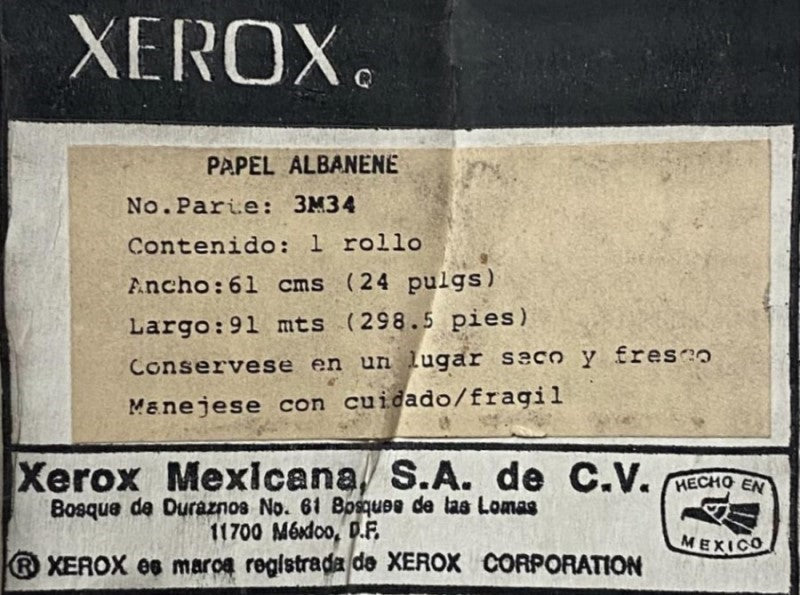 XEROX®
PAPEL ALBANENE
No.Parte: 3M34
Contenido: 1 rollo
Ancho:61 cms (24 pulgs)
Largo:91 mts (298.5 pies)
Conservese en un lugar seco y fresco
Manejese con cuidado/fragil
Xerox Mexicana, S.A. de C.V.
Bosque de Duraznos No. 61 Bosques de las Lomas
11700 México, D.F.
® XEROX es marca registrada de XEROX CORPORATION
HECHO EN
MEXICO